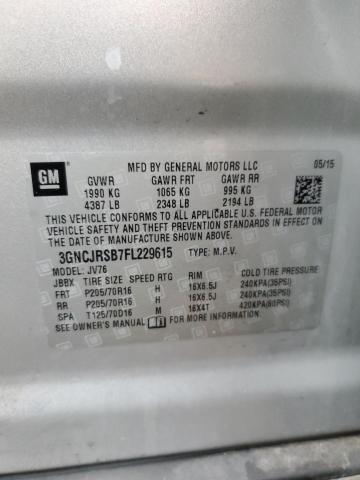 GM
MFD BY GENERAL MOTORS LLC 05/15
GVWR GAWR FRT GAWR RR
1990 KG 1065 KG 995 KG
4387 LB 2348 LB 2194 LB
THIS VEHICLE CONFORMS TO ALL APPLICABLE U.S. FEDERAL MOTOR
VEHICLE SAFETY AND THEFT PREVENTION STANDARDS IN EFFECT
ON THE DATE OF MANUFACTURE SHOWN ABOVE.
3GNCJRSB7FL229615 TYPE: M.P.V.
MODEL: JV76
JBBX TIRE SIZE SPEED RTG RIM COLD TIRE PRESSURE
FRT P205/70R16 H 16X6.5J 240KPA(35PSI)
RR P205/70R16 H 16X6.5J 240KPA(35PSI)
SPA T125/70D16 M 16X4T 420KPA(60PSI)
SEE OWNER'S MANUAL FOR ADDITIONAL INFORMATION.